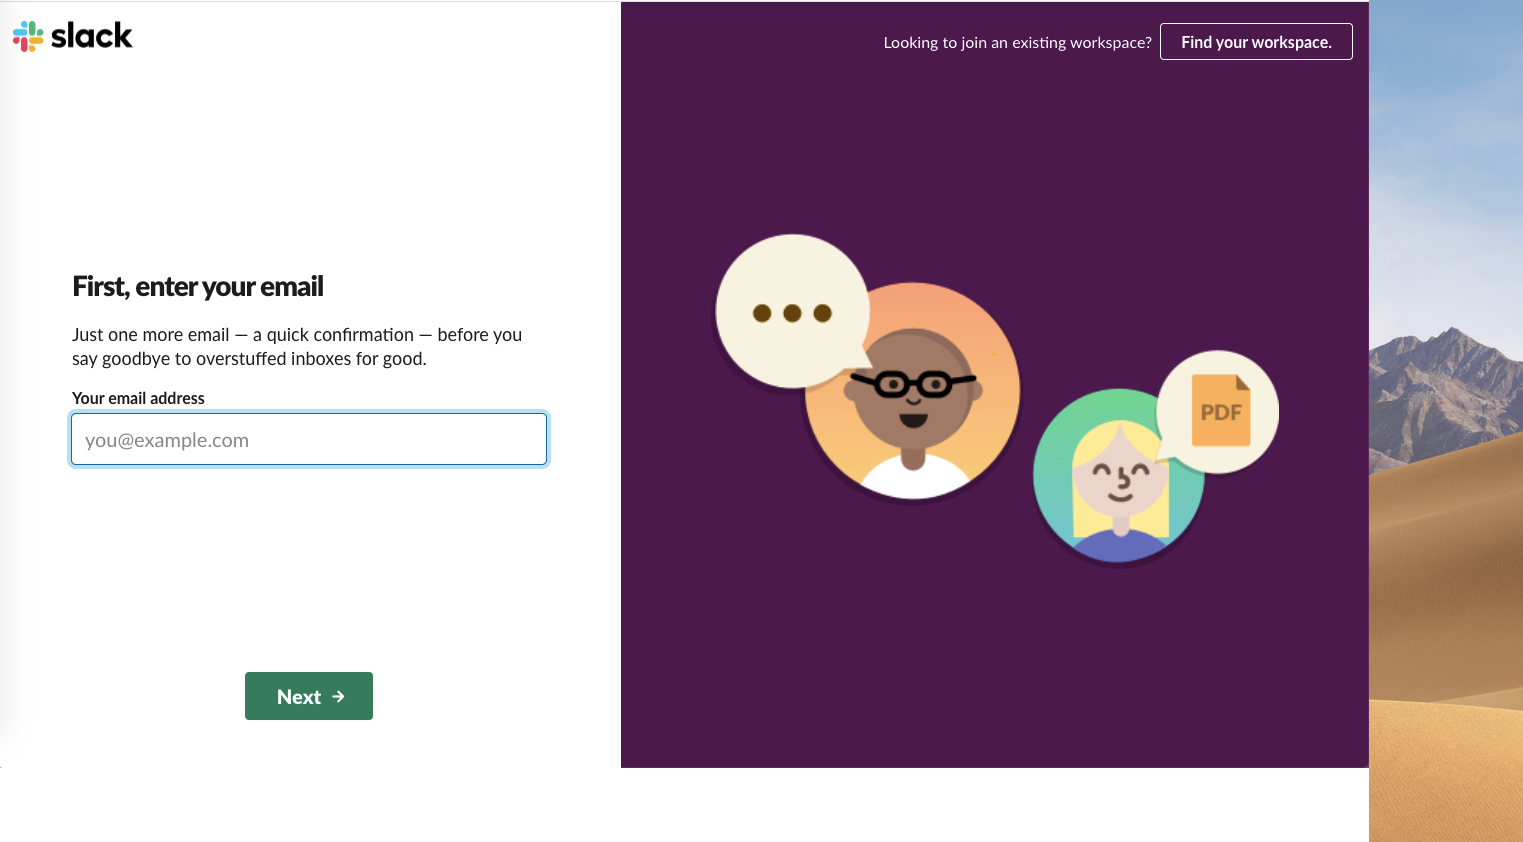 slack
Looking to join an existing workspace? Find your workspace.
First, enter your email
Just one more email — a quick confirmation — before you
say goodbye to overstuffed inboxes for good.
Your email address
you@example.com
Next →
PDF